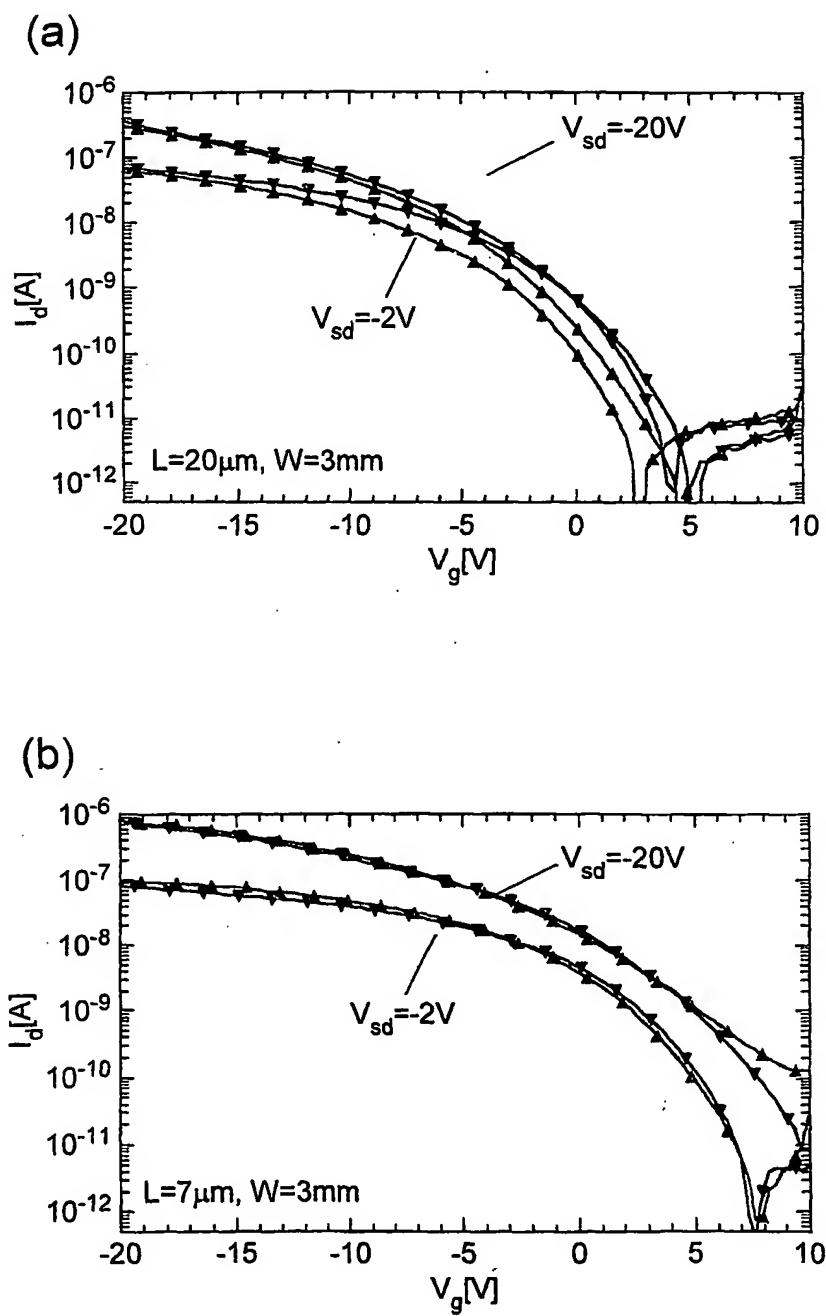 (a)
10⁻⁶
10⁻⁷
10⁻⁸
10⁻⁹
10⁻¹⁰
10⁻¹¹
10⁻¹²
I_d[A]
V_sd=-20V
V_sd=-2V
L=20μm, W=3mm
-20 -15 -10 -5 0 5 10
V_g[V]
(b)
10⁻⁶
10⁻⁷
10⁻⁸
10⁻⁹
10⁻¹⁰
10⁻¹¹
10⁻¹²
I_d[A]
V_sd=-20V
V_sd=-2V
L=7μm, W=3mm
-20 -15 -10 -5 0 5 10
V_g[V]